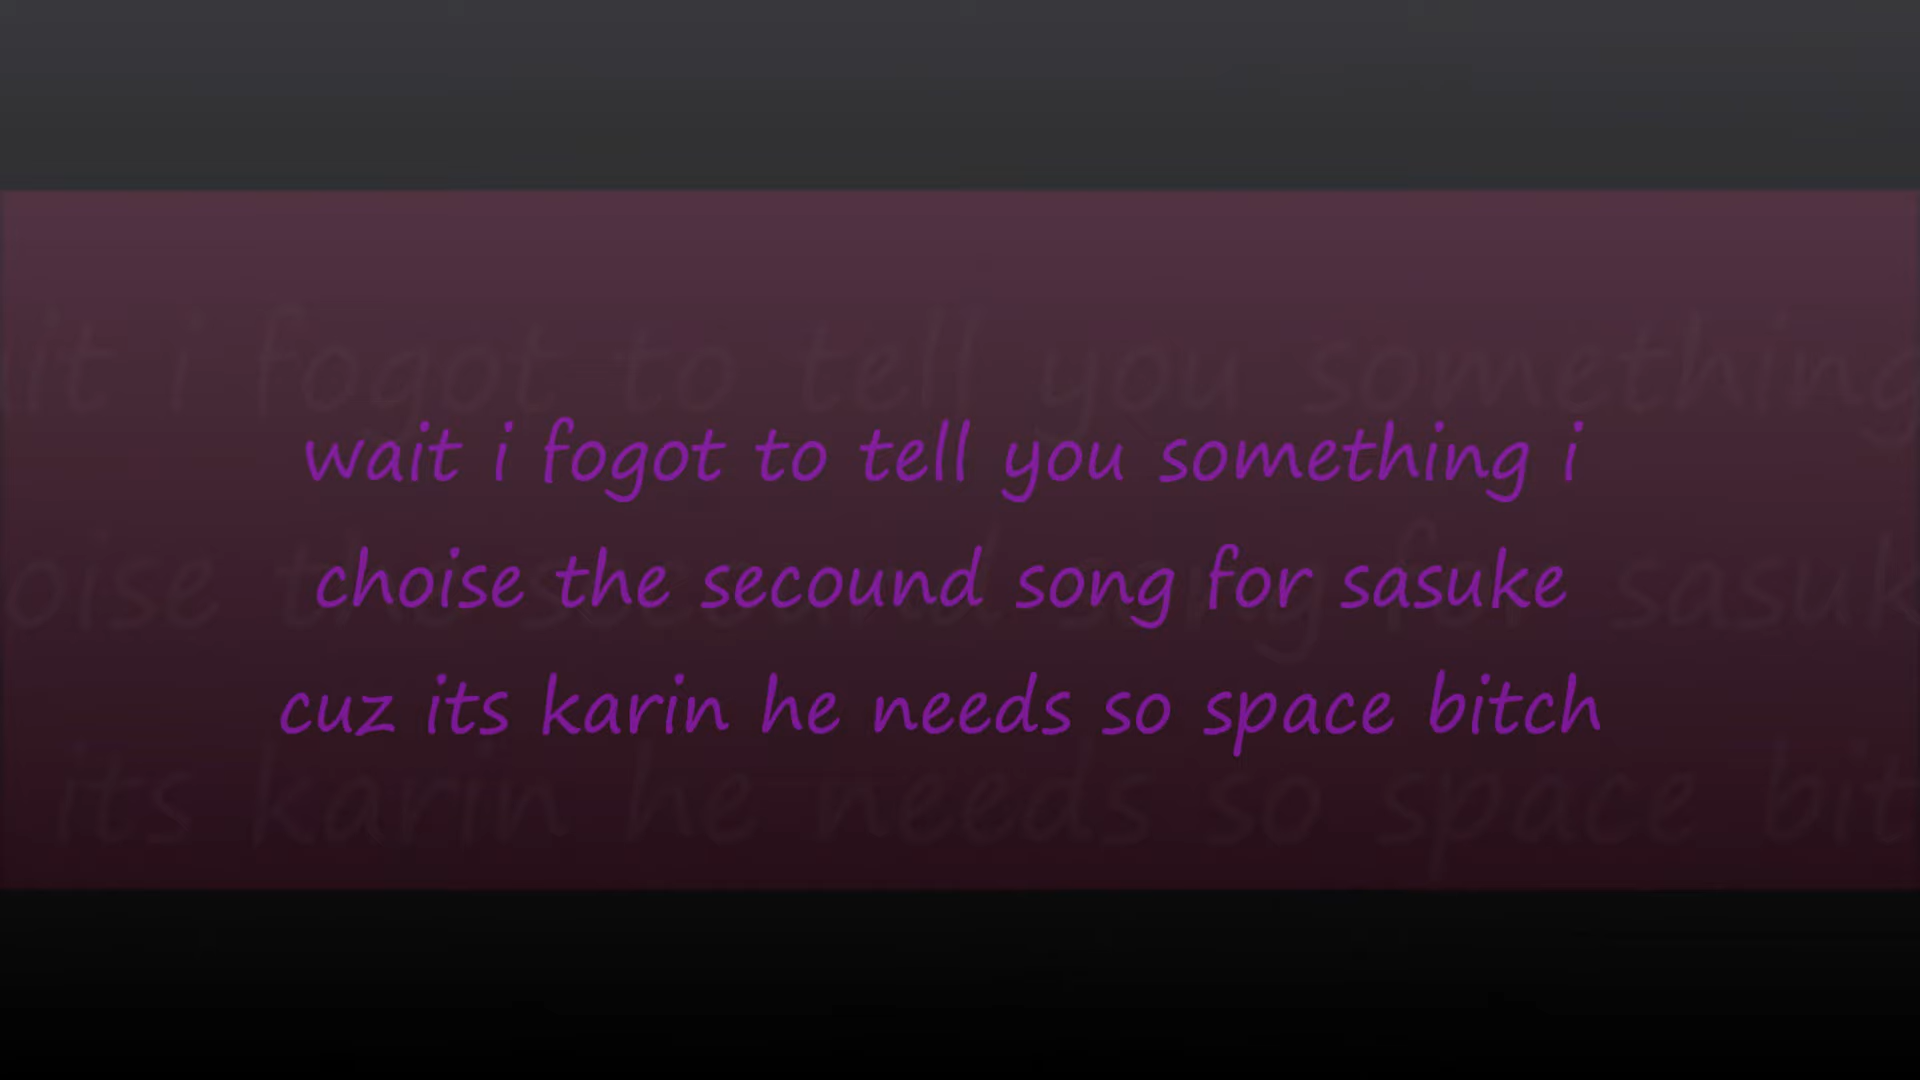 wait i fogot to tell you something i
choise the secound song for sasuke
cuz its karin he needs so space bitch